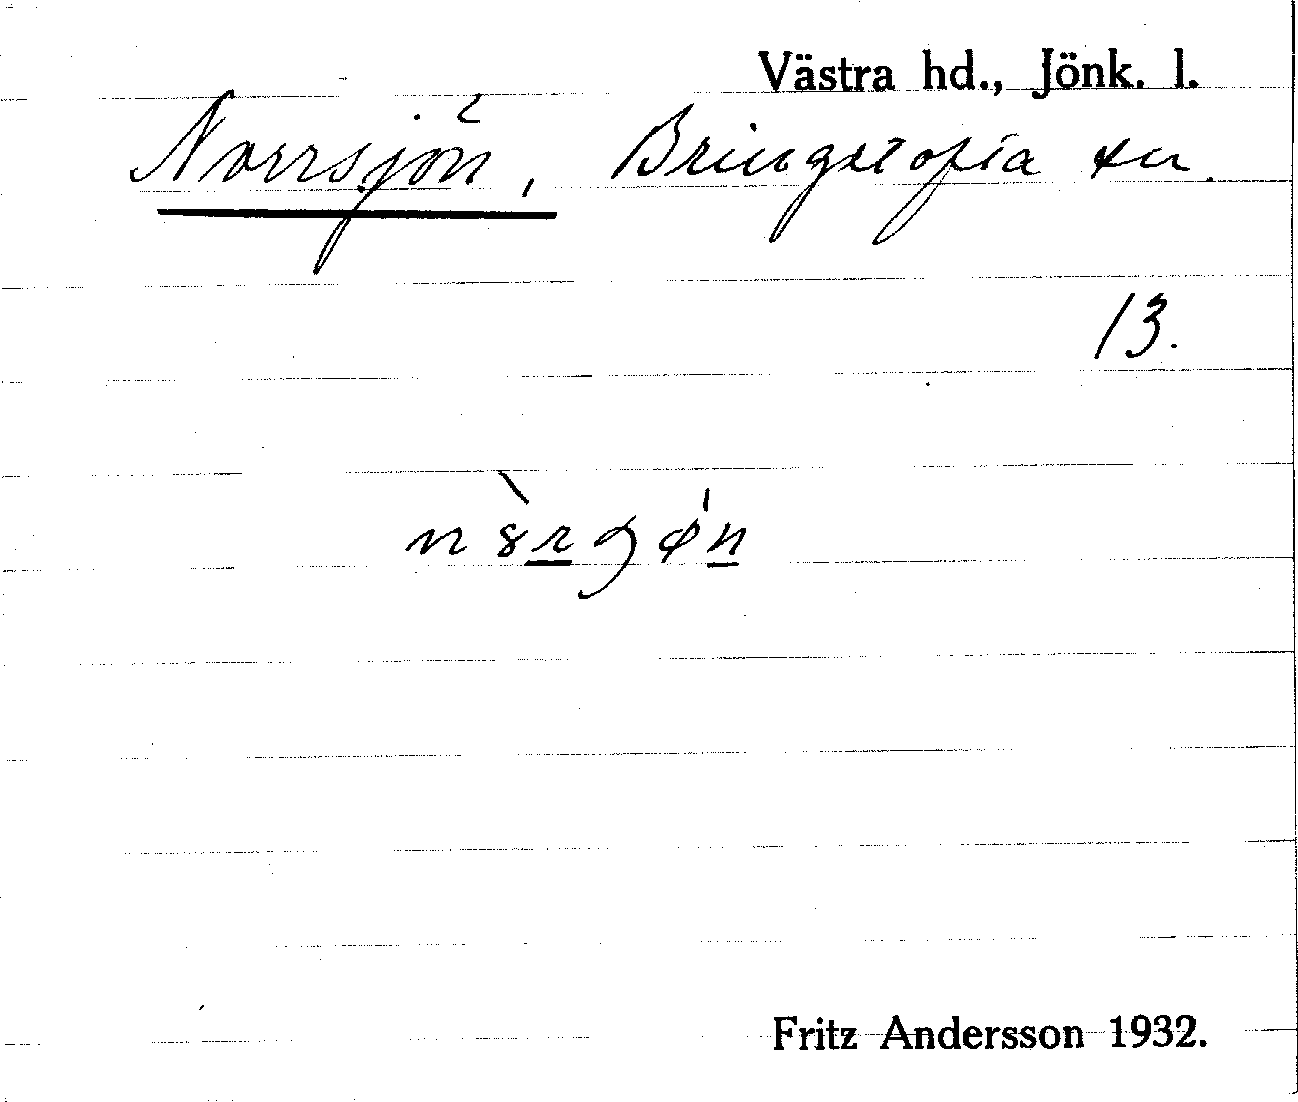 Västra hd., Jönk. l.
Norrsjön, Bringetofta sn.
13.
Fritz Andersson 1932.